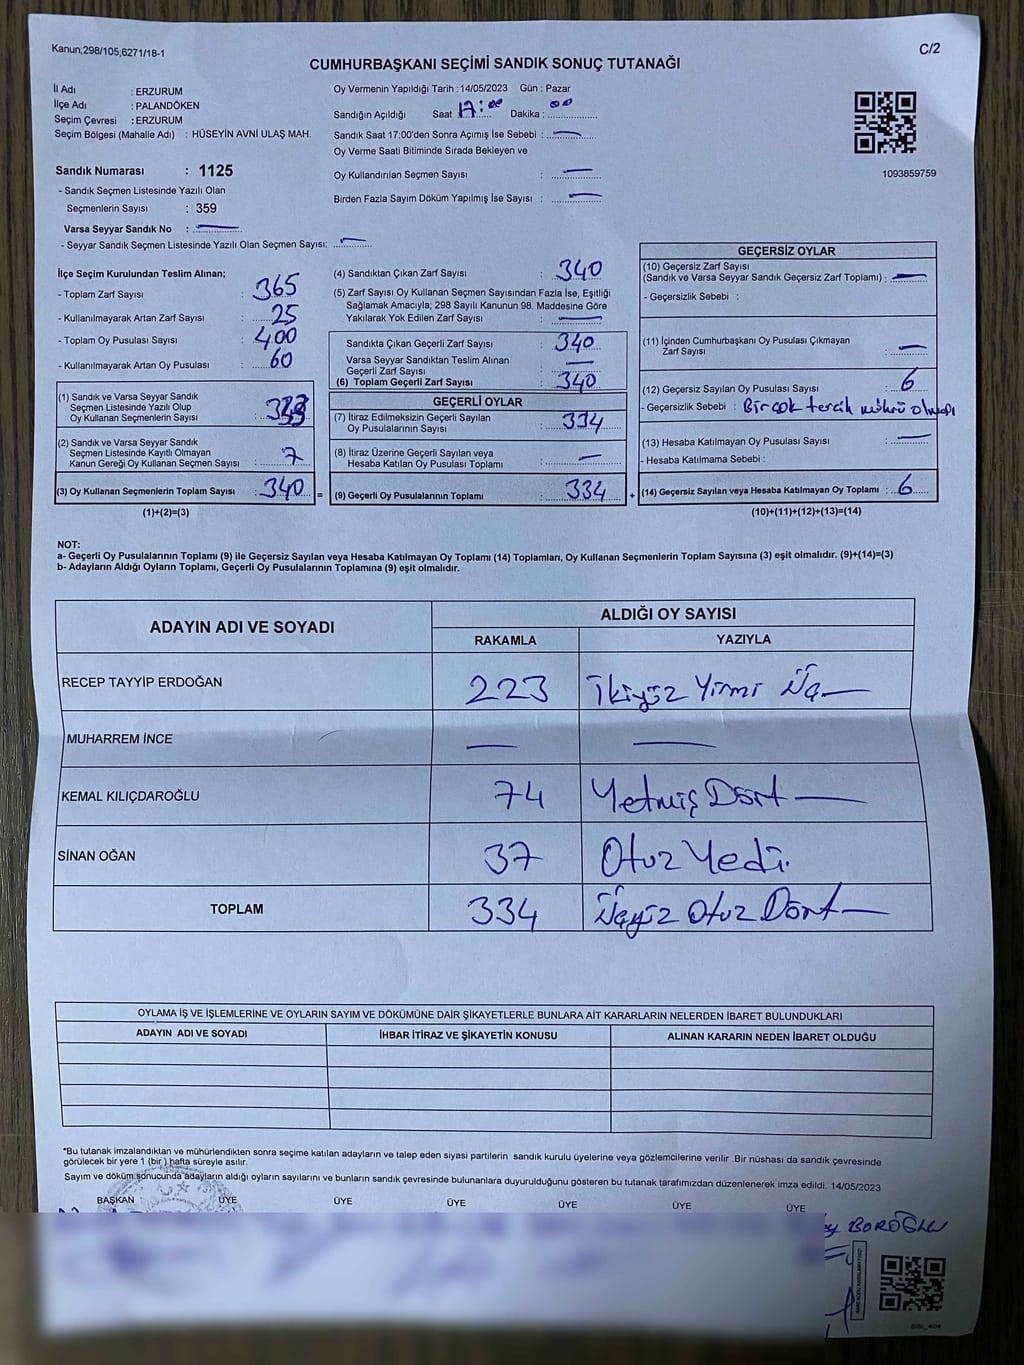 Kanun;298/105,6271/18-1
C/2
CUMHURBAŞKANI SEÇİMİ SANDIK SONUÇ TUTANAĞI
İl Adı : ERZURUM
İlçe Adı : PALANDÖKEN
Seçim Çevresi : ERZURUM
Seçim Bölgesi (Mahalle Adı) : HÜSEYİN AVNİ ULAŞ MAH.
Sandık Numarası : 1125
- Sandık Seçmen Listesinde Yazılı Olan
Seçmenlerin Sayısı : 359
Varsa Seyyar Sandık No :
- Seyyar Sandık Seçmen Listesinde Yazılı Olan Seçmen Sayısı:
Oy Vermenin Yapıldığı Tarih : 14/05/2023 Gün : Pazar
Sandığın Açıldığı Saat 17:00 Dakika : 00
Sandık Saat 17:00'den Sonra Açımış İse Sebebi :
Oy Verme Saati Bitiminde Sırada Bekleyen ve
Oy Kullandırılan Seçmen Sayısı :
Birden Fazla Sayım Döküm Yapılmış İse Sayısı :
1093859759
İlçe Seçim Kurulundan Teslim Alınan;
- Toplam Zarf Sayısı : 365
- Kullanılmayarak Artan Zarf Sayısı : 25
- Toplam Oy Pusulası Sayısı : 400
- Kullanılmayarak Artan Oy Pusulası : 60
(1) Sandık ve Varsa Seyyar Sandık
Seçmen Listesinde Yazılı Olup
Oy Kullanan Seçmenlerin Sayısı :
(2) Sandık ve Varsa Seyyar Sandık
Seçmen Listesinde Kayıtlı Olmayan
Kanun Gereği Oy Kullanan Seçmen Sayısı : 7
(3) Oy Kullanan Seçmenlerin Toplam Sayısı : 340 =
(1)+(2)=(3)
(4) Sandıktan Çıkan Zarf Sayısı : 340
(5) Zarf Sayısı Oy Kullanan Seçmen Sayısından Fazla İse, Eşitliği
Sağlamak Amacıyla; 298 Sayılı Kanunun 98. Maddesine Göre
Yakılarak Yok Edilen Zarf Sayısı :
Sandıkta Çıkan Geçerli Zarf Sayısı : 340
Varsa Seyyar Sandıktan Teslim Alınan
Geçerli Zarf Sayısı :
(6) Toplam Geçerli Zarf Sayısı : 340
GEÇERLİ OYLAR
(7) İtiraz Edilmeksizin Geçerli Sayılan
Oy Pusulalarının Sayısı : 334
(8) İtiraz Üzerine Geçerli Sayılan veya
Hesaba Katılan Oy Pusulası Toplamı :
(9) Geçerli Oy Pusulalarının Toplamı : 334 +
GEÇERSİZ OYLAR
(10) Geçersiz Zarf Sayısı
(Sandık ve Varsa Seyyar Sandık Geçersiz Zarf Toplamı) :
- Geçersizlik Sebebi :
(11) İçinden Cumhurbaşkanı Oy Pusulası Çıkmayan
Zarf Sayısı :
(12) Geçersiz Sayılan Oy Pusulası Sayısı : 6
- Geçersizlik Sebebi : Birçok tercih mührü
(13) Hesaba Katılmayan Oy Pusulası Sayısı :
- Hesaba Katılmama Sebebi :
(14) Geçersiz Sayılan veya Hesaba Katılmayan Oy Toplamı : 6
(10)+(11)+(12)+(13)=(14)
NOT:
a- Geçerli Oy Pusulalarının Toplamı (9) ile Geçersiz Sayılan veya Hesaba Katılmayan Oy Toplamı (14) Toplamları, Oy Kullanan Seçmenlerin Toplam Sayısına (3) eşit olmalıdır. (9)+(14)=(3)
b- Adayların Aldığı Oyların Toplamı, Geçerli Oy Pusulalarının Toplamına (9) eşit olmalıdır.
ADAYIN ADI VE SOYADI
ALDIĞI OY SAYISI
RAKAMLA YAZIYLA
RECEP TAYYİP ERDOĞAN 223 İkiyüz Yirmi Üç
MUHARREM İNCE
KEMAL KILIÇDAROĞLU 74 Yetmiş Dört
SİNAN OĞAN 37 Otuz Yedi.
TOPLAM 334 Üçyüz Otuz Dört
OYLAMA İŞ VE İŞLEMLERİNE VE OYLARIN SAYIM VE DÖKÜMÜNE DAİR ŞİKAYETLERLE BUNLARA AİT KARARLARIN NELERDEN İBARET BULUNDUKLARI
ADAYIN ADI VE SOYADI İHBAR İTİRAZ VE ŞİKAYETİN KONUSU ALINAN KARARIN NEDEN İBARET OLDUĞU
*Bu tutanak imzalandıktan ve mühürlendikten sonra seçime katılan adayların ve talep eden siyasi partilerin sandık kurulu üyelerine veya gözlemcilerine verilir .Bir nüshası da sandık çevresinde
görülecek bir yere 1 (bir ) hafta süreyle asılır.
Sayım ve döküm sonucunda adayların aldığı oyların sayılarını ve bunların sandık çevresinde bulunanlara duyurulduğunu gösteren bu tutanak tarafımızdan düzenlenerek imza edildi. 14/05/2023
BAŞKAN ÜYE ÜYE ÜYE ÜYE ÜYE ÜYE
BOROĞLU